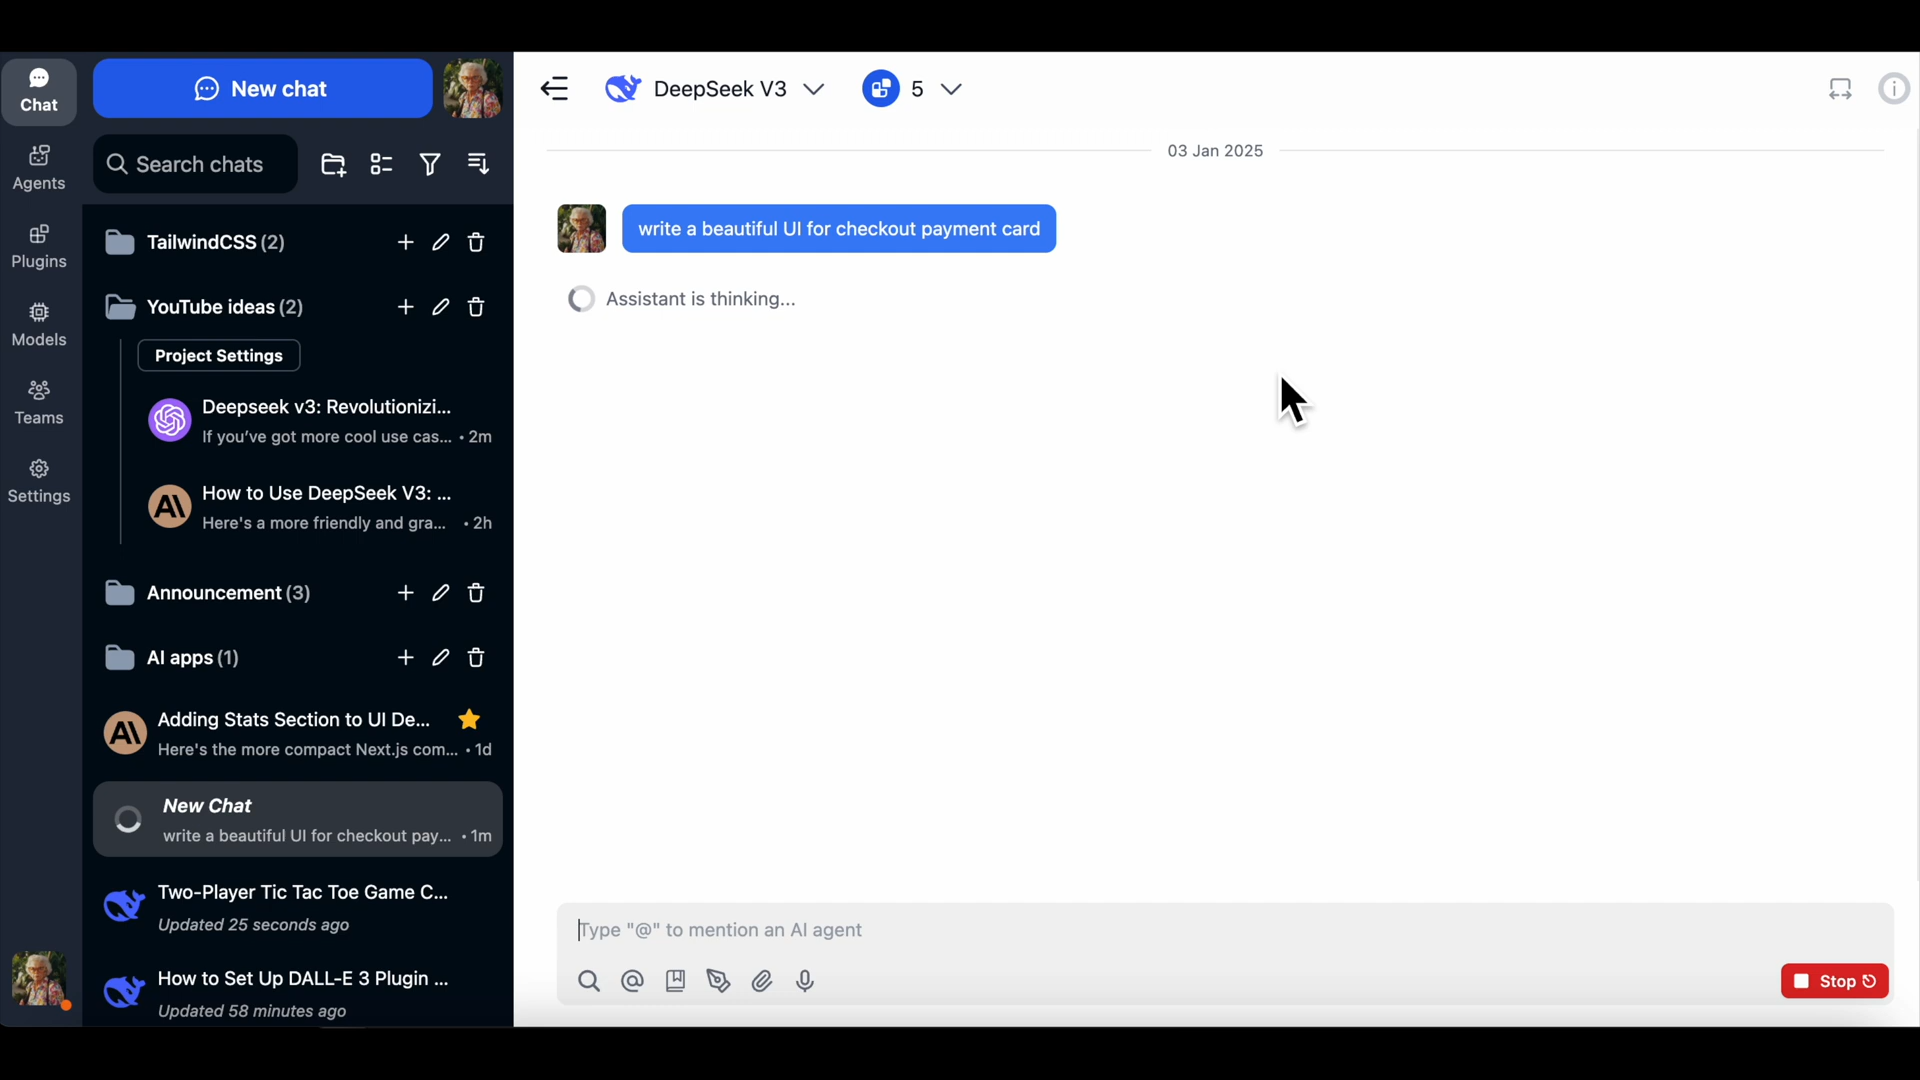 Chat
Agents
Plugins
Models
Teams
Settings
New chat
Search chats
TailwindCSS (2)
YouTube ideas (2)
Project Settings
Deepseek v3: Revolutionizi...
If you've got more cool use cas... • 2m
How to Use DeepSeek V3: ...
Here's a more friendly and gra... • 2h
Announcement (3)
AI apps (1)
Adding Stats Section to UI De...
Here's the more compact Next.js com... • 1d
New Chat
write a beautiful UI for checkout pay... • 1m
Two-Player Tic Tac Toe Game C...
Updated 25 seconds ago
How to Set Up DALL-E 3 Plugin ...
Updated 58 minutes ago
DeepSeek V3
5
03 Jan 2025
write a beautiful UI for checkout payment card
Assistant is thinking...
Type "@" to mention an AI agent
Stop